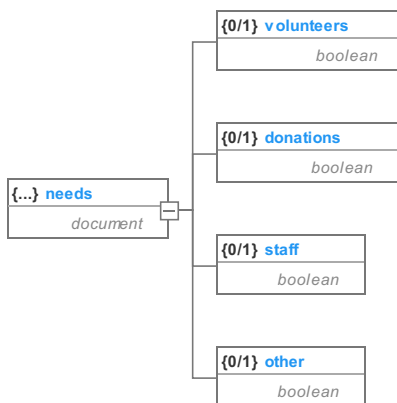 {0/1} volunteers
boolean
{0/1} donations
boolean
{...} needs
document
{0/1} staff
boolean
{0/1} other
boolean